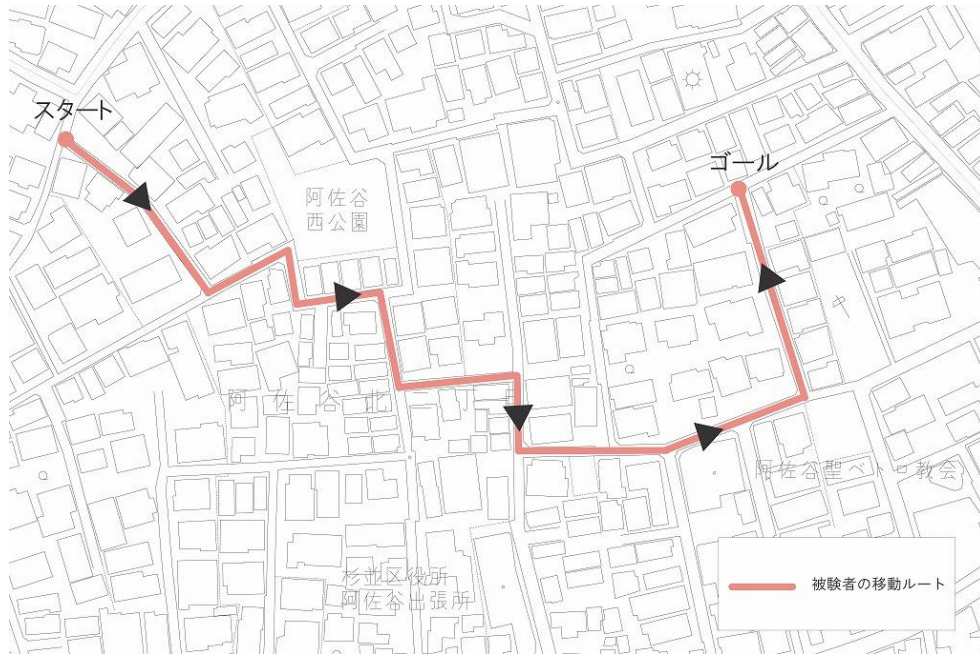 スタート
ゴール
阿佐谷
西公園
阿佐谷北三丁目
阿佐谷聖ペトロ教会
杉並区役所
阿佐谷出張所
被験者の移動ルート